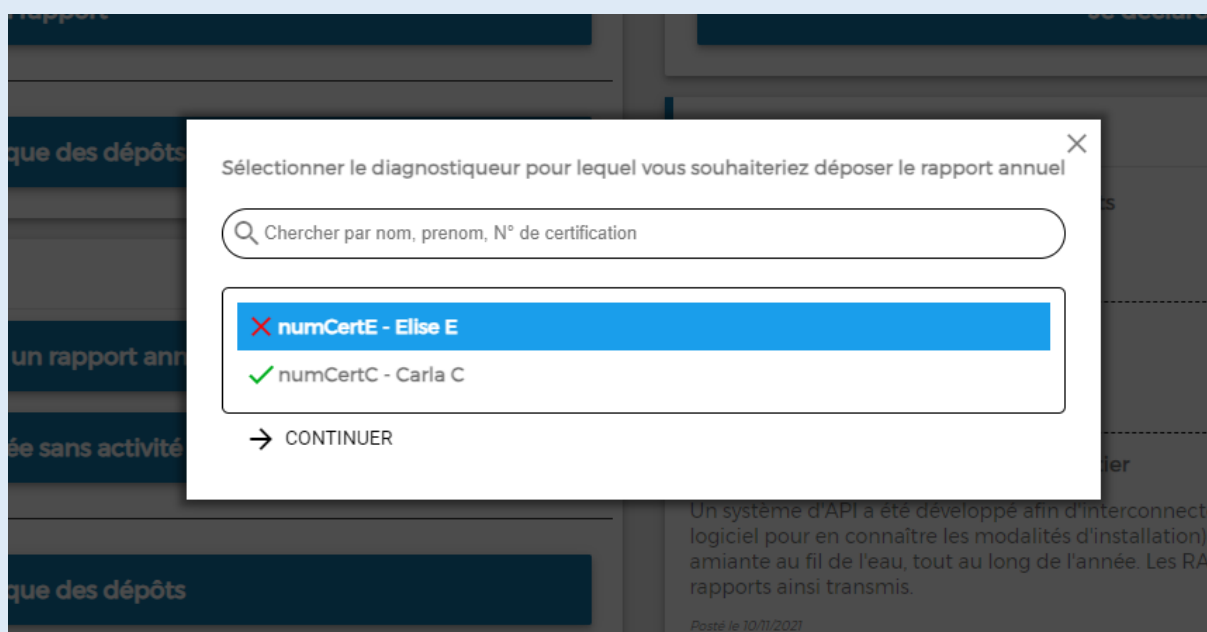 rapport
Je déclare
que des dépôts
Sélectionner le diagnostiqueur pour lequel vous souhaiteriez déposer le rapport annuel
Chercher par nom, prenom, N° de certification
numCertE - Elise E
un rapport ann
numCertC - Carla C
CONTINUER
ée sans activité
ier
Un système d'API a été développé afin d'interconnect
logiciel pour en connaître les modalités d'installation)
amiante au fil de l'eau, tout au long de l'année. Les RA
rapports ainsi transmis.
que des dépôts
Posté le 10/11/2021